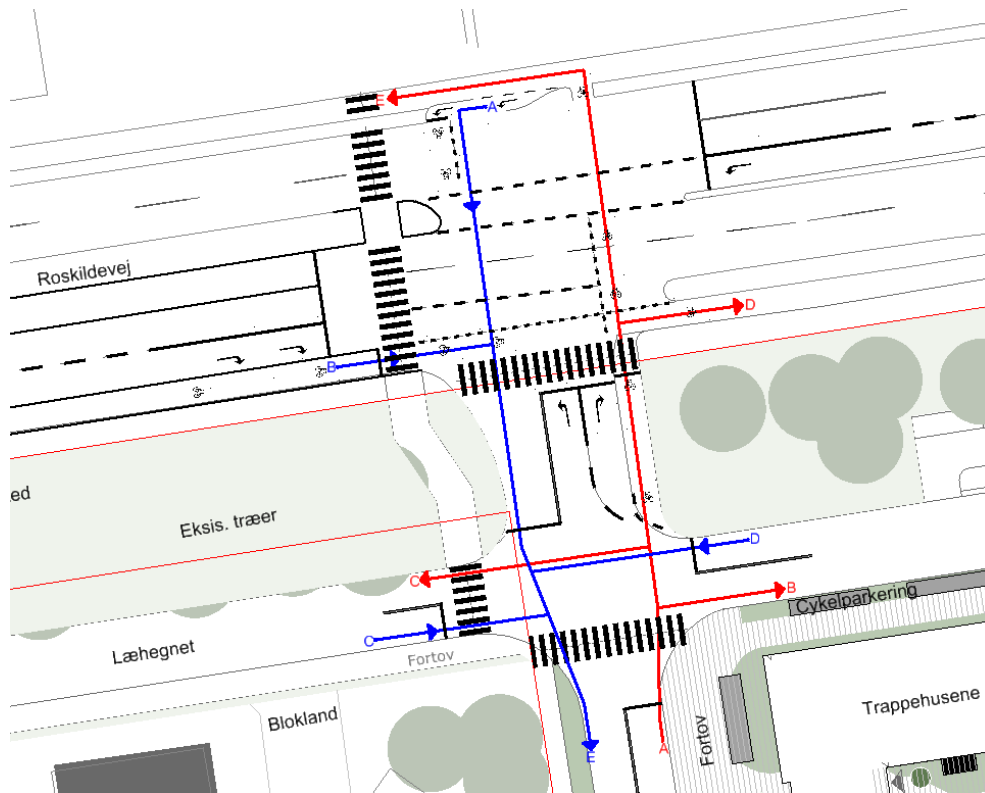 E
A
Roskildevej
D
B
ed
Eksis. træer
D
C
B
Cykelparkering
C
Læhegnet
Fortov
Blokland
Trappehusene
Fortov
A
E